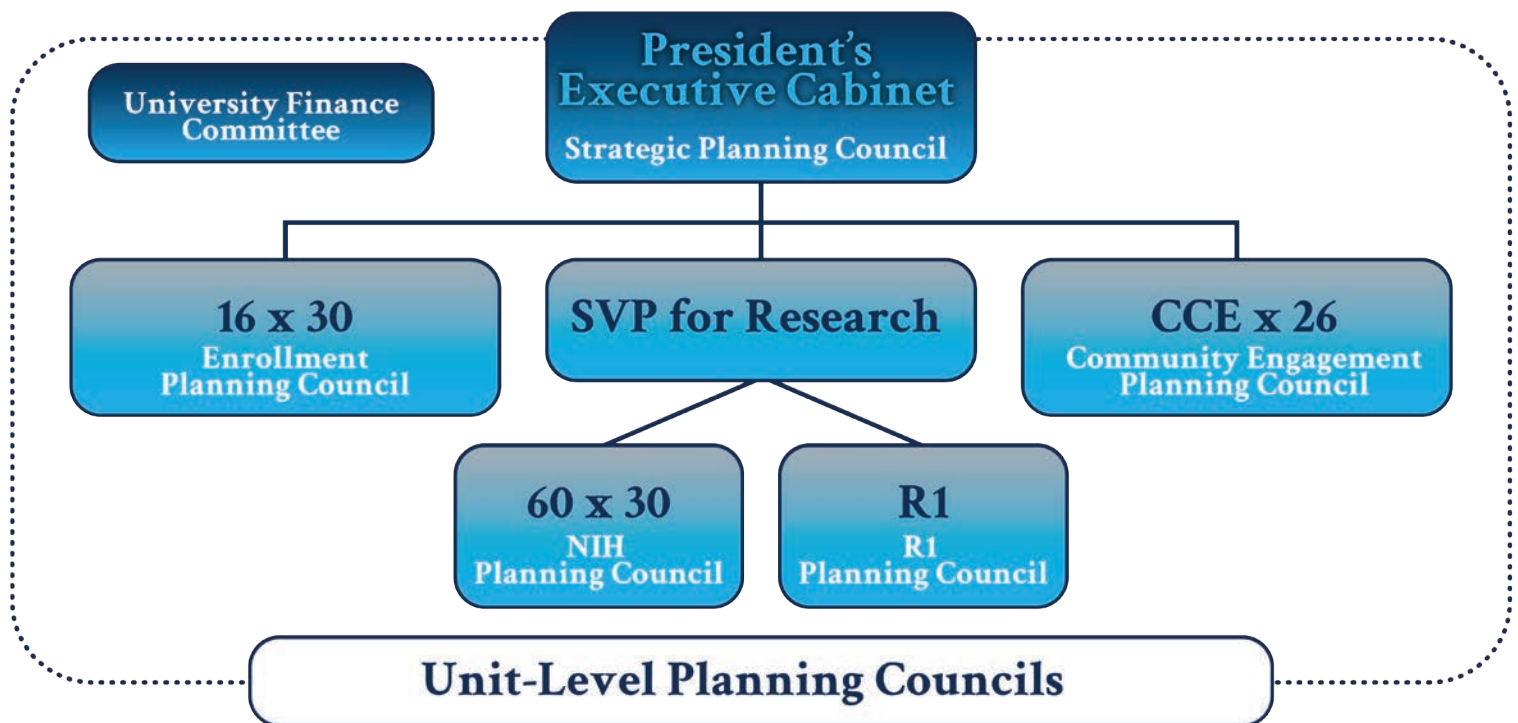 President's
Executive Cabinet
Strategic Planning Council
University Finance
Committee
16 x 30
Enrollment
Planning Council
SVP for Research
CCE x 26
Community Engagement
Planning Council
60 x 30
NIH
Planning Council
R1
R1
Planning Council
Unit-Level Planning Councils